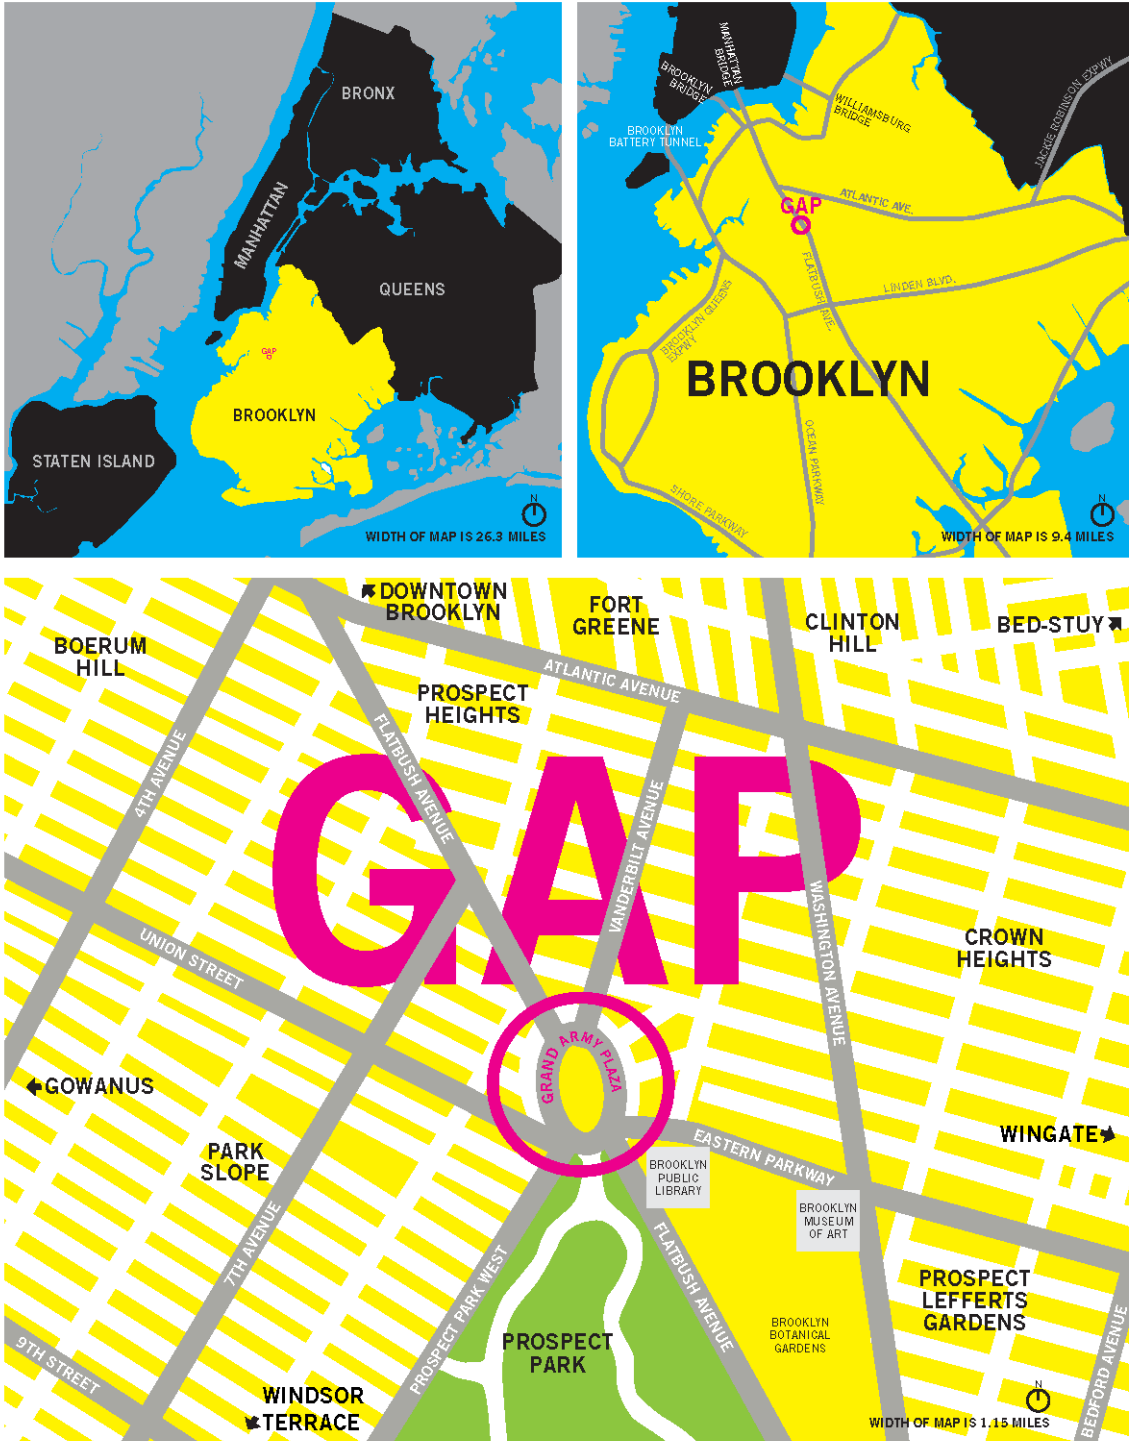 BRONX
MANHATTAN
QUEENS
GAP
BROOKLYN
STATEN ISLAND
N
WIDTH OF MAP IS 26.3 MILES
MANHATTAN
BRIDGE
BROOKLYN
BRIDGE
WILLIAMSBURG
BRIDGE
JACKIE ROBINSON EXPWY
BROOKLYN
BATTERY TUNNEL
ATLANTIC AVE.
GAP
FLATBUSH AVE.
LINDEN BLVD.
BROOKLYN QUEENS
EXPWY
BROOKLYN
OCEAN PARKWAY
SHORE PARKWAY
N
WIDTH OF MAP IS 9.4 MILES
DOWNTOWN
BROOKLYN
FORT
GREENE
CLINTON
HILL
BED-STUY
BOERUM
HILL
ATLANTIC AVENUE
PROSPECT
HEIGHTS
4TH AVENUE
FLATBUSH AVENUE
GAP
VANDERBILT AVENUE
WASHINGTON AVENUE
UNION STREET
CROWN
HEIGHTS
GRAND ARMY PLAZA
GOWANUS
PARK
SLOPE
WINGATE
EASTERN PARKWAY
BROOKLYN
PUBLIC
LIBRARY
BROOKLYN
MUSEUM
OF ART
7TH AVENUE
PROSPECT PARK WEST
FLATBUSH AVENUE
PROSPECT
LEFFERTS
GARDENS
BROOKLYN
BOTANICAL
GARDENS
PROSPECT
PARK
9TH STREET
WINDSOR
TERRACE
BEDFORD AVENUE
N
WIDTH OF MAP IS 1.15 MILES